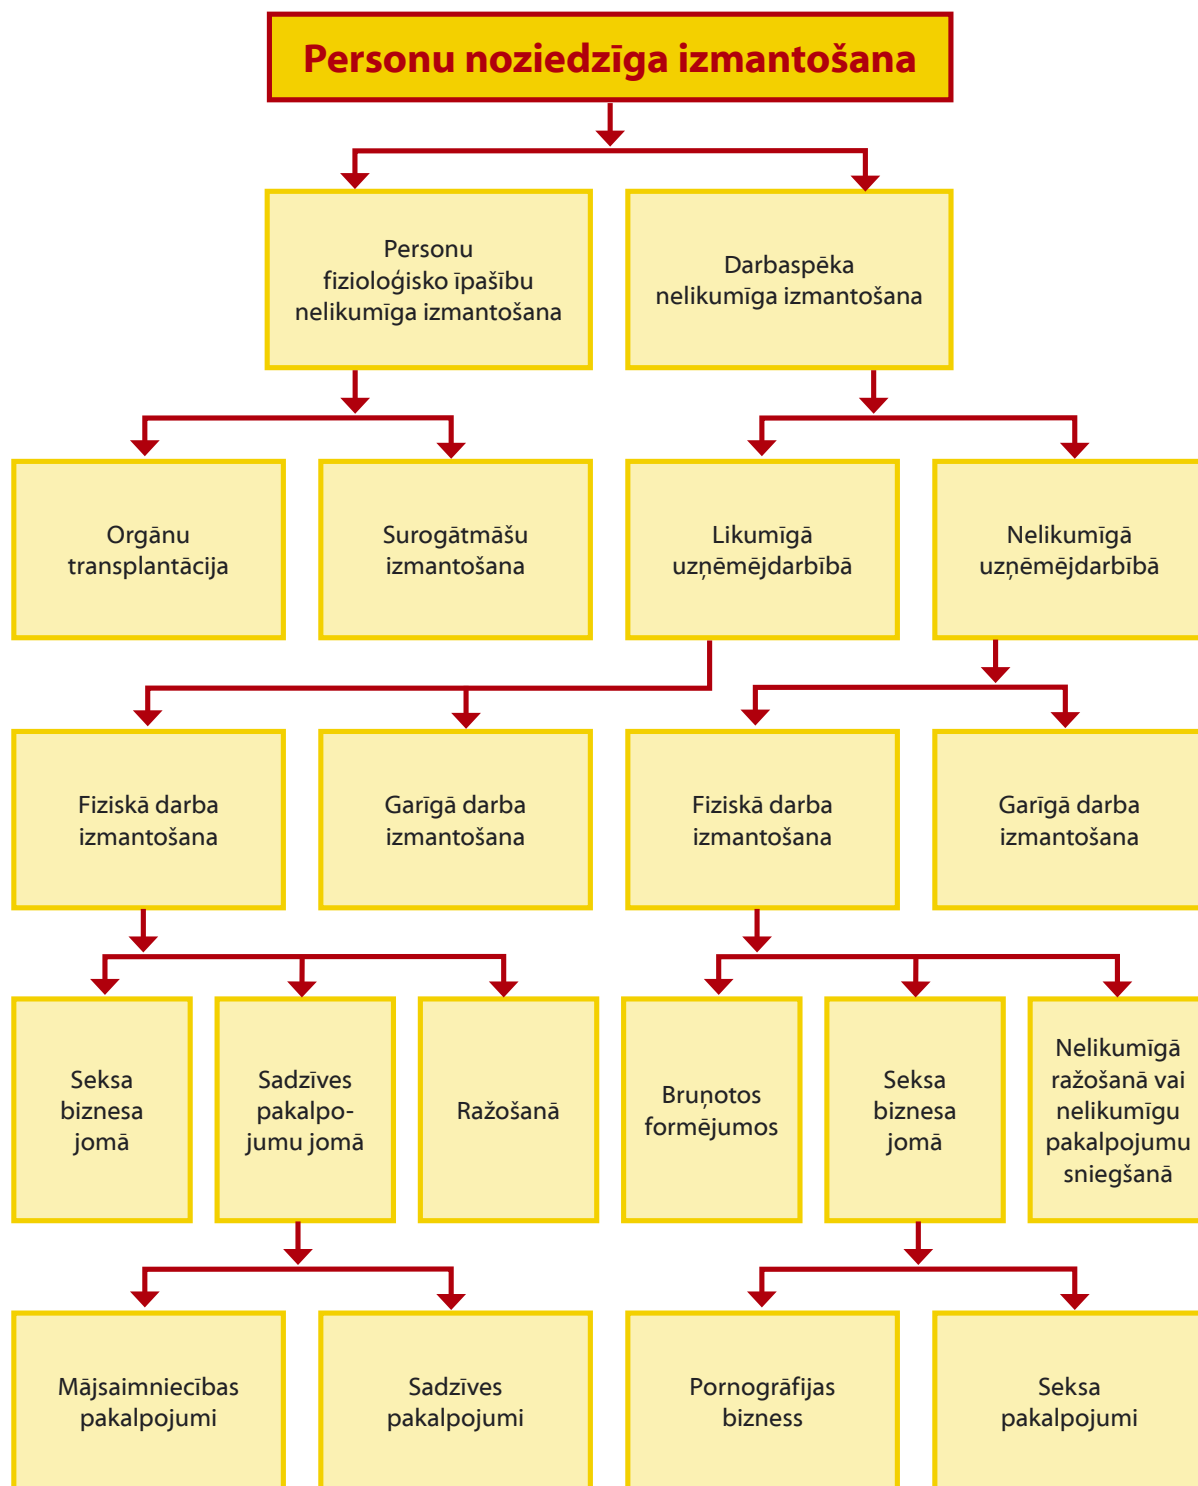 Personu noziedzīga izmantošana
Personu
fizioloģisko īpašību
nelikumīga izmantošana
Darbaspēka
nelikumīga izmantošana
Orgānu
transplantācija
Surogātmāšu
izmantošana
Likumīgā
uzņēmējdarbībā
Nelikumīgā
uzņēmējdarbībā
Fiziskā darba
izmantošana
Garīgā darba
izmantošana
Fiziskā darba
izmantošana
Garīgā darba
izmantošana
Seksa
biznesa
jomā
Sadzīves
pakalpo-
jumu jomā
Ražošanā
Bruņotos
formējumos
Seksa
biznesa
jomā
Nelikumīgā
ražošanā vai
nelikumīgu
pakalpojumu
sniegšanā
Mājsaimniecības
pakalpojumi
Sadzīves
pakalpojumi
Pornogrāfijas
bizness
Seksa
pakalpojumi